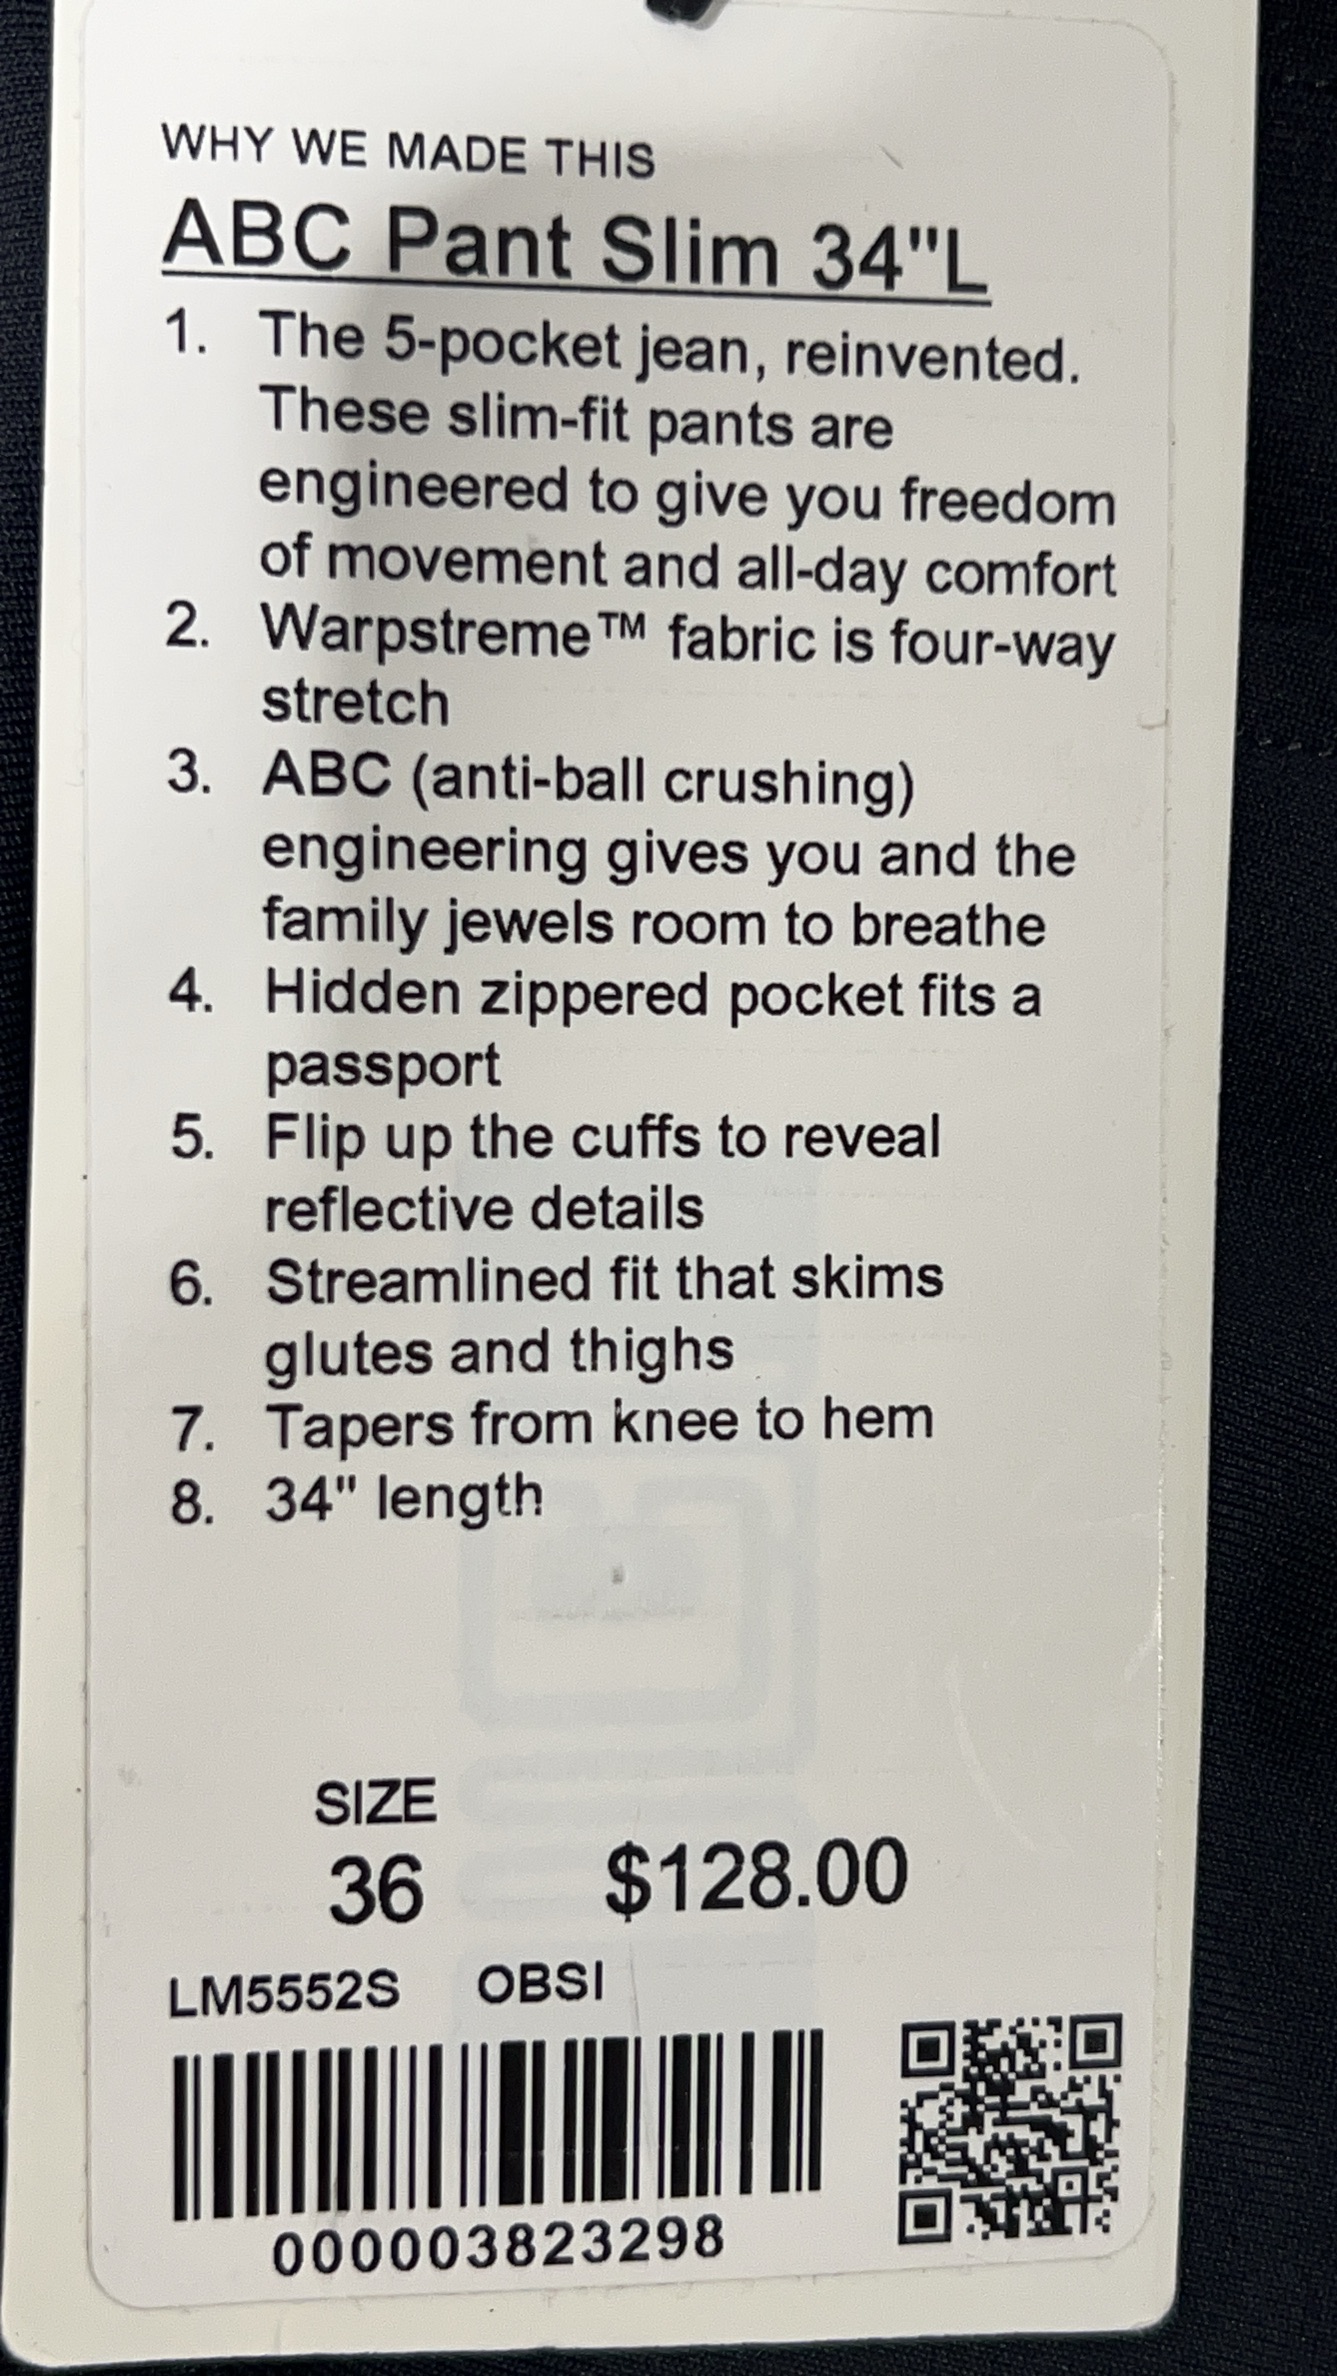 WHY WE MADE THIS
ABC Pant Slim 34"L
1. The 5-pocket jean, reinvented.
These slim-fit pants are
engineered to give you freedom
of movement and all-day comfort
2. Warpstreme™ fabric is four-way
stretch
3. ABC (anti-ball crushing)
engineering gives you and the
family jewels room to breathe
4. Hidden zippered pocket fits a
passport
5. Flip up the cuffs to reveal
reflective details
6. Streamlined fit that skims
glutes and thighs
7. Tapers from knee to hem
8. 34" length
SIZE
36 $128.00
LM5552S OBSI
000003823298